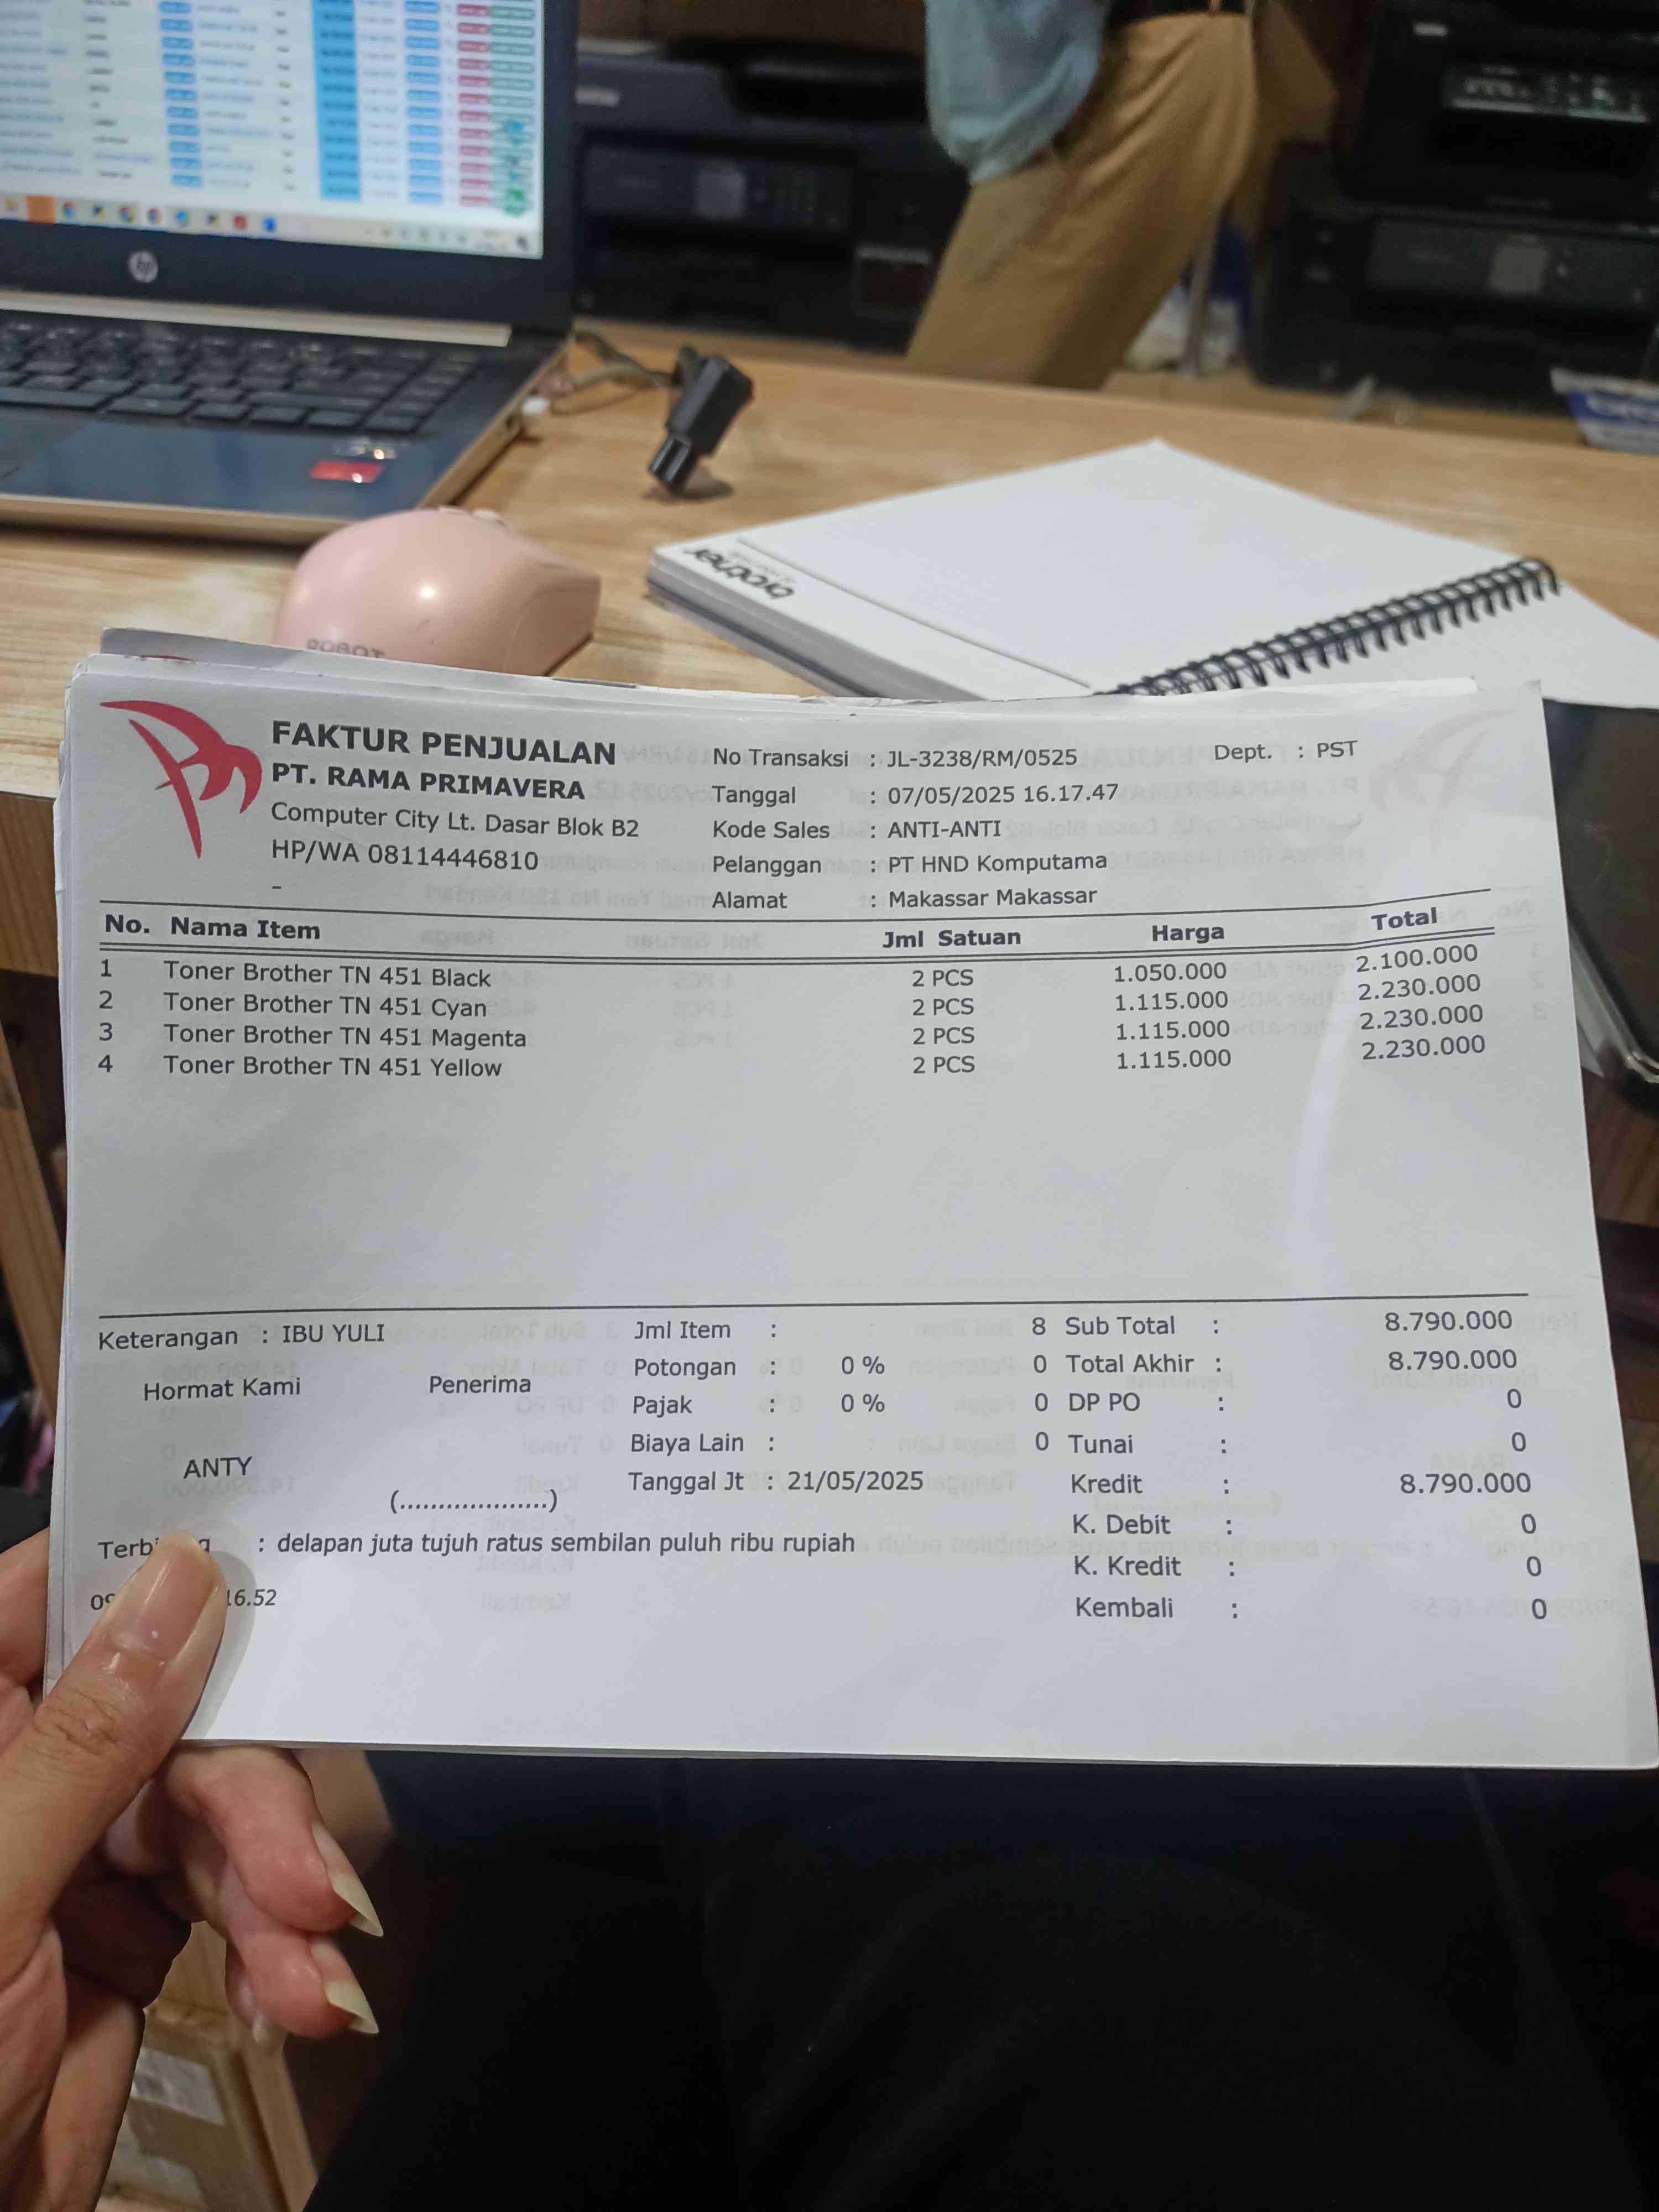 hp
brother
ROBOT
FAKTUR PENJUALAN
PT. RAMA PRIMAVERA
Computer City Lt. Dasar Blok B2
HP/WA 08114446810
-
No Transaksi : JL-3238/RM/0525 Dept. : PST
Tanggal : 07/05/2025 16.17.47
Kode Sales : ANTI-ANTI
Pelanggan : PT HND Komputama
Alamat : Makassar Makassar
No. Nama Item Jml Satuan Harga Total
1 Toner Brother TN 451 Black 2 PCS 1.050.000 2.100.000
2 Toner Brother TN 451 Cyan 2 PCS 1.115.000 2.230.000
3 Toner Brother TN 451 Magenta 2 PCS 1.115.000 2.230.000
4 Toner Brother TN 451 Yellow 2 PCS 1.115.000 2.230.000
Keterangan : IBU YULI
Hormat Kami Penerima
ANTY
(...................)
Jml Item : 8
Potongan : 0 % 0
Pajak : 0 % 0
Biaya Lain : 0
Tanggal Jt : 21/05/2025
Sub Total : 8.790.000
Total Akhir : 8.790.000
DP PO : 0
Tunai : 0
Kredit : 8.790.000
K. Debit : 0
K. Kredit : 0
Kembali : 0
: delapan juta tujuh ratus sembilan puluh ribu rupiah
16.52